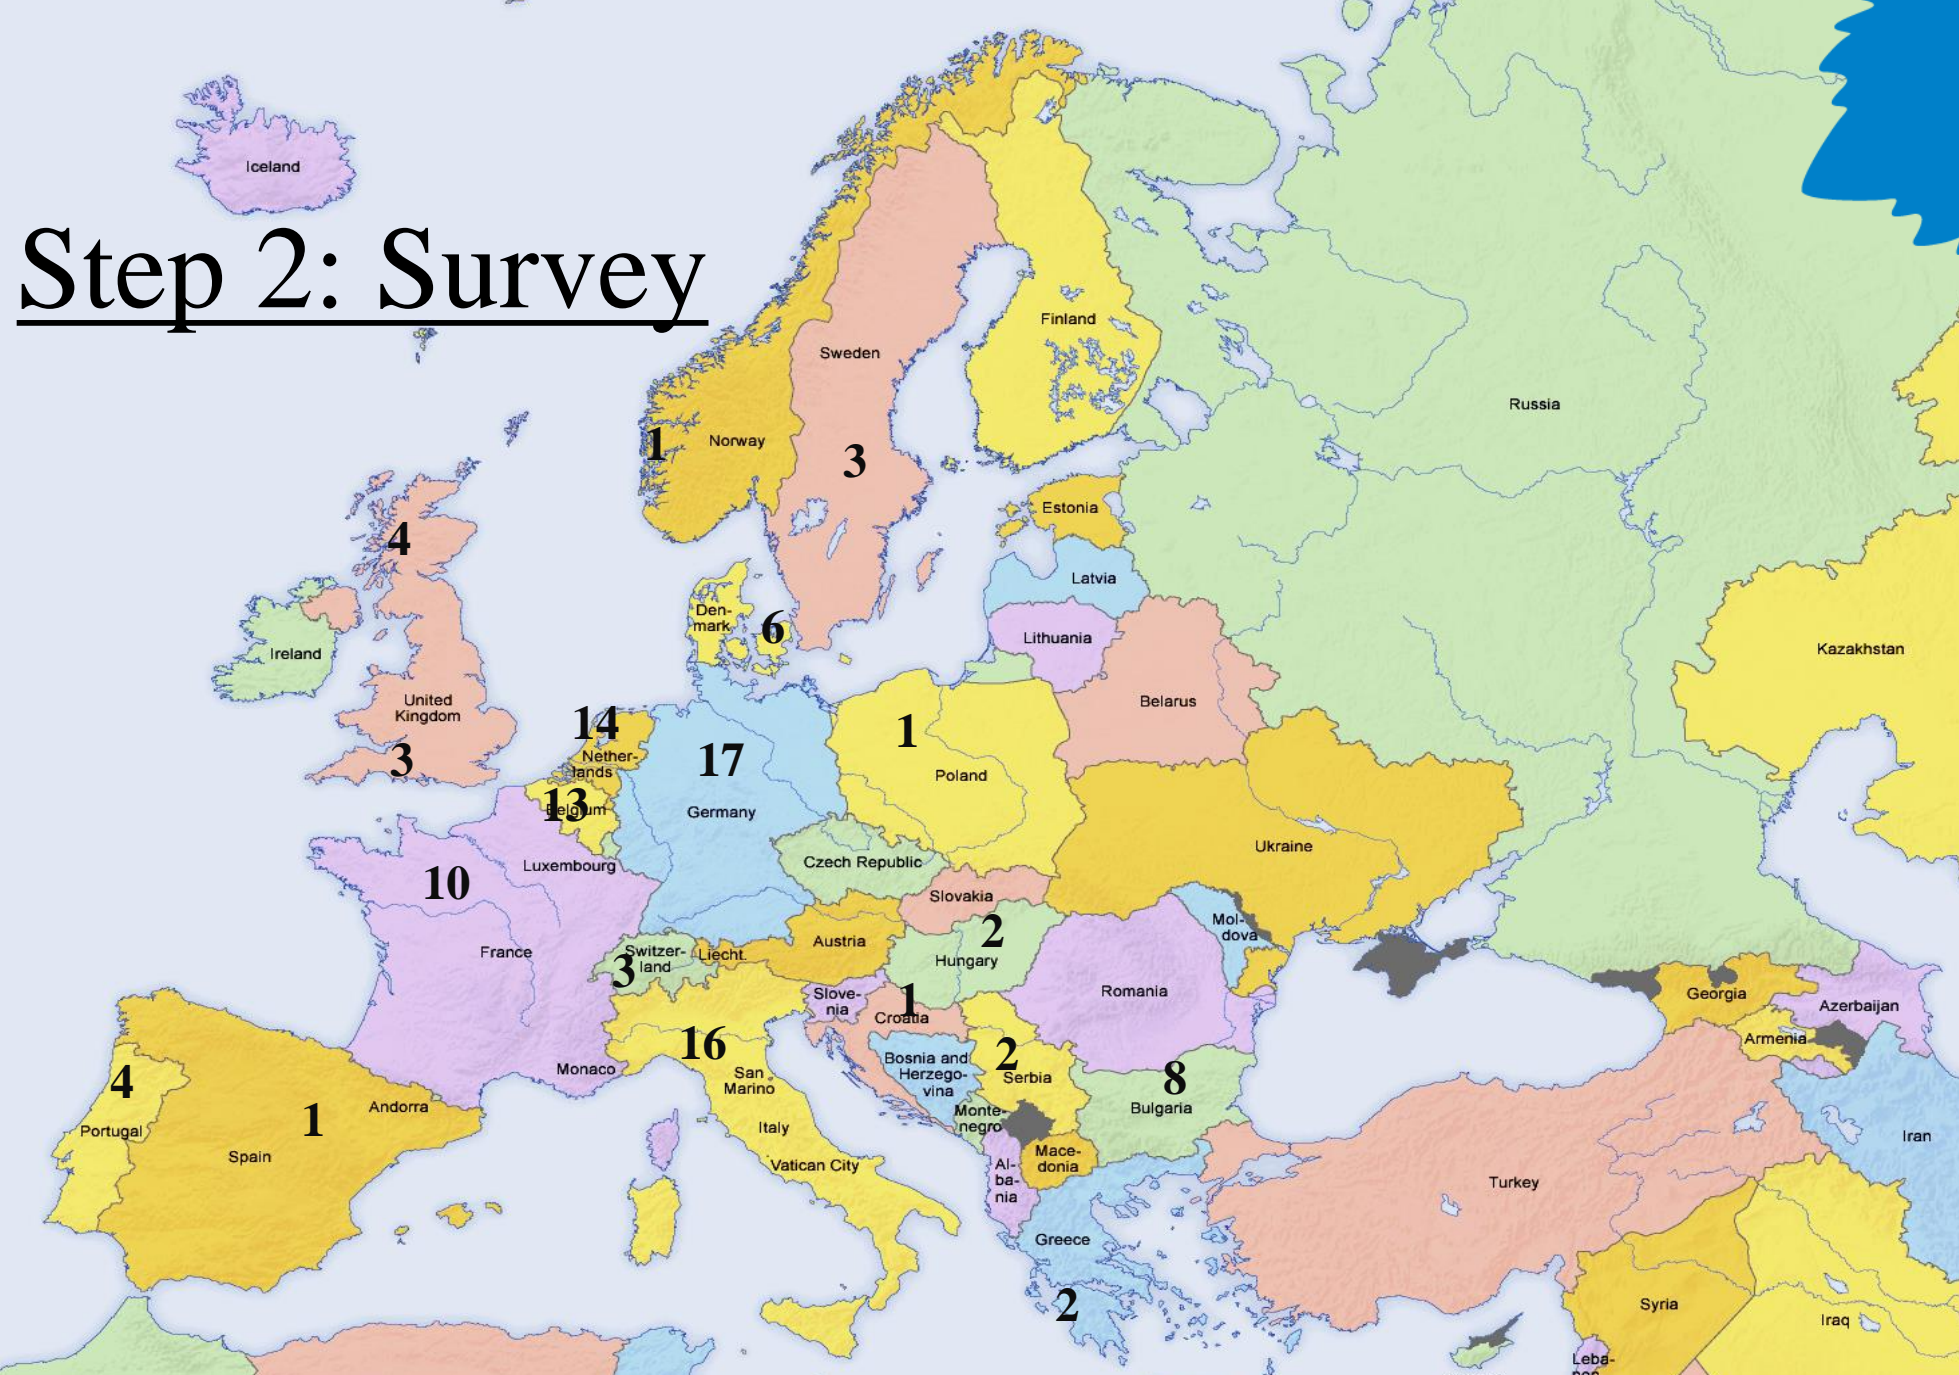 Iceland
Step 2: Survey
Finland
Sweden
Russia
1
Norway
3
Estonia
4
Latvia
Den-
mark
6
Lithuania
Ireland
Kazakhstan
United
Kingdom
Belarus
14
1
17
3
Nether-
lands
Poland
13
Belgium
Germany
Ukraine
Czech Republic
Luxembourg
10
Slovakia
Mol-
dova
2
Austria
France
Switzer-
land
Liecht.
Hungary
3
Romania
Slove-
nia
Georgia
1
Croatia
Azerbaijan
16
Armenia
2
Bosnia and
Herzego-
vina
Monaco
San
Marino
Serbia
8
4
Andorra
Bulgaria
Monte-
negro
1
Portugal
Italy
Iran
Spain
Mace-
donia
Vatican City
Al-
ba-
nia
Turkey
Greece
2
Syria
Iraq
Leba-
non